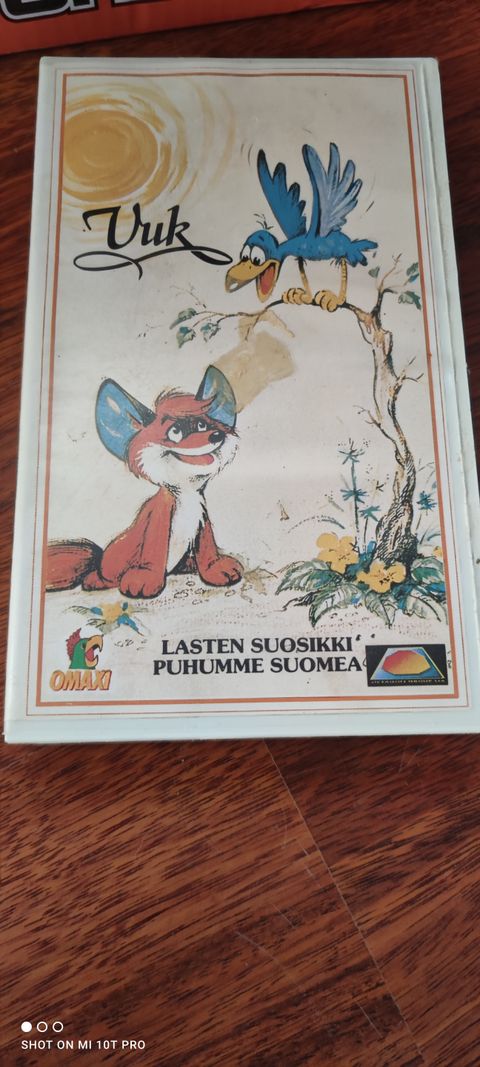 Vuk
LASTEN SUOSIKKI
PUHUMME SUOMEA
OMAXI
SHOT ON MI 10T PRO